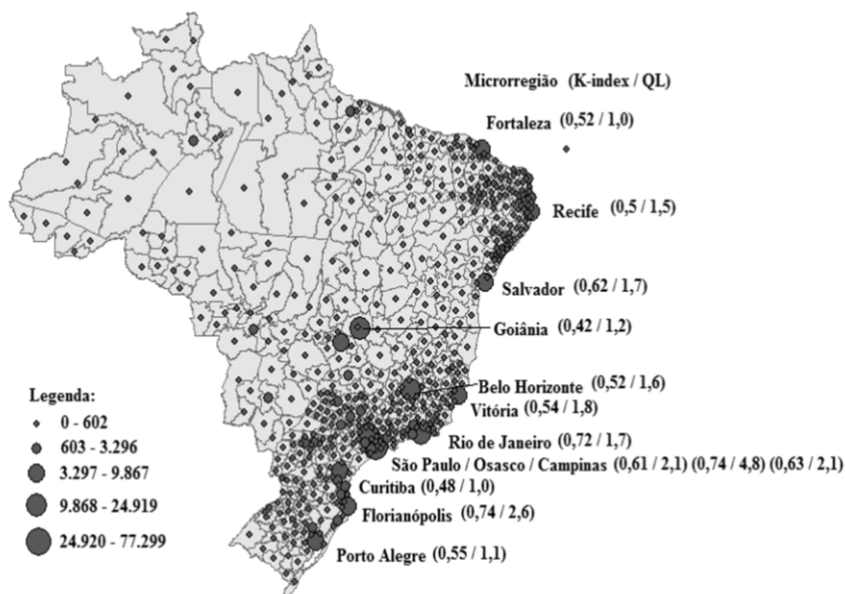 Microrregião (K-index / QL)
Fortaleza (0,52 / 1,0)
Recife (0,5 / 1,5)
Salvador (0,62 / 1,7)
Goiânia (0,42 / 1,2)
Belo Horizonte (0,52 / 1,6)
Vitória (0,54 / 1,8)
Rio de Janeiro (0,72 / 1,7)
São Paulo / Osasco / Campinas (0,61 / 2,1) (0,74 / 4,8) (0,63 / 2,1)
Curitiba (0,48 / 1,0)
Florianópolis (0,74 / 2,6)
Porto Alegre (0,55 / 1,1)
Legenda:
0 - 602
603 - 3.296
3.297 - 9.867
9.868 - 24.919
24.920 - 77.299